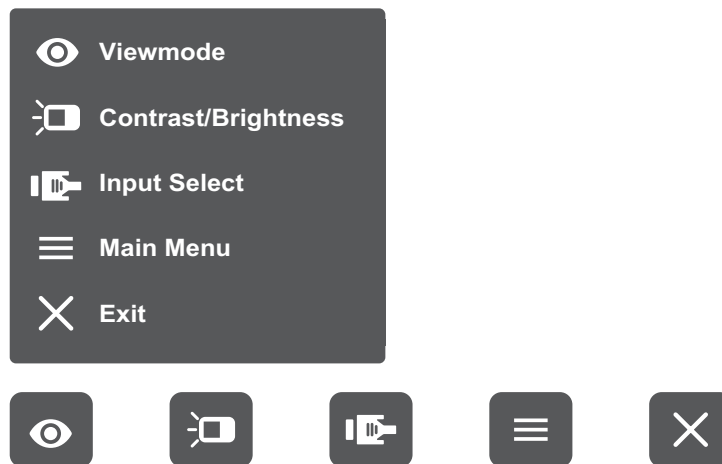 Viewmode
Contrast/Brightness
Input Select
Main Menu
Exit